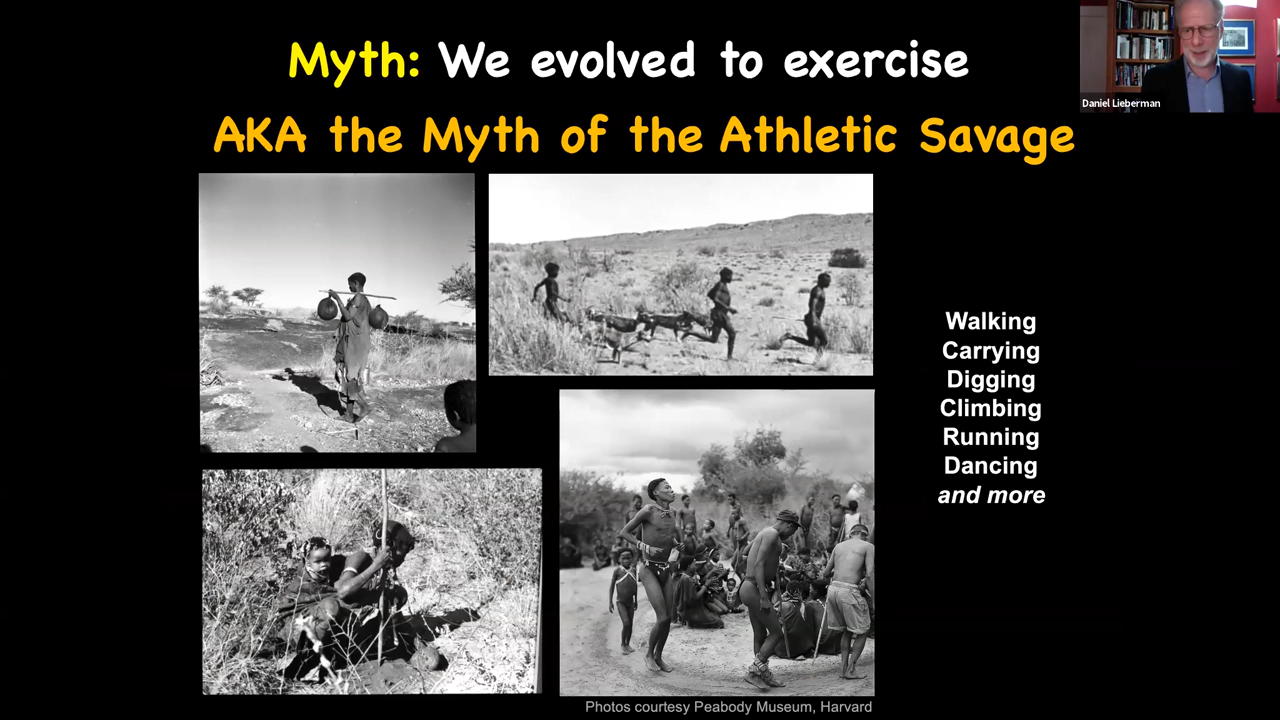 Myth: We evolved to exercise
Daniel Lieberman
AKA the Myth of the Athletic Savage
Walking
Carrying
Digging
Climbing
Running
Dancing
and more
Photos courtesy Peabody Museum, Harvard